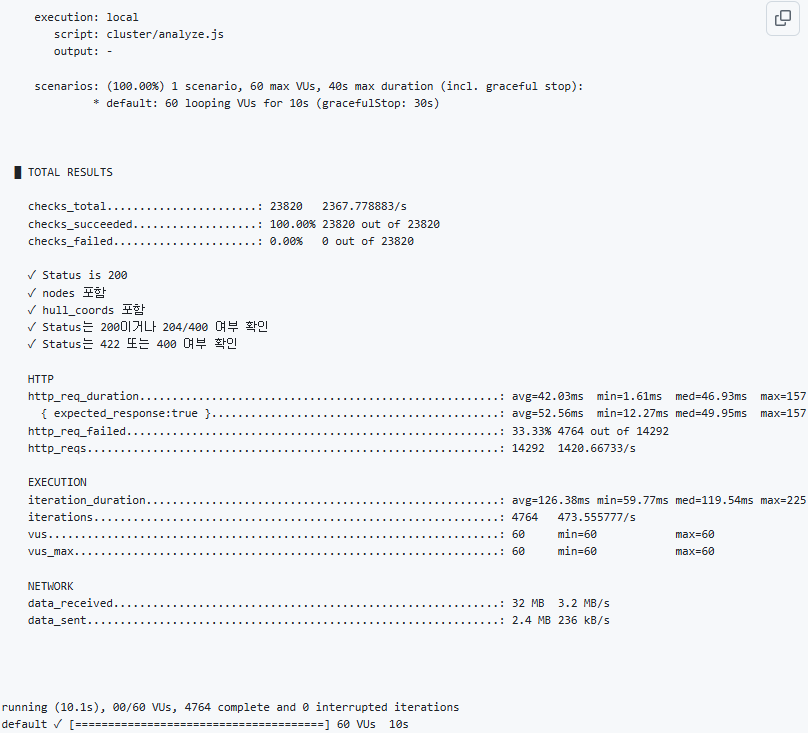 execution: local
script: cluster/analyze.js
output: -
scenarios: (100.00%) 1 scenario, 60 max VUs, 40s max duration (incl. graceful stop):
* default: 60 looping VUs for 10s (gracefulStop: 30s)
█ TOTAL RESULTS
checks_total.......................: 23820   2367.778883/s
checks_succeeded...................: 100.00% 23820 out of 23820
checks_failed......................: 0.00%   0 out of 23820
✓ Status is 200
✓ nodes 포함
✓ hull_coords 포함
✓ Status는 200이거나 204/400 여부 확인
✓ Status는 422 또는 400 여부 확인
HTTP
http_req_duration.......................................................: avg=42.03ms  min=1.61ms  med=46.93ms  max=157
{ expected_response:true }............................................: avg=52.56ms  min=12.27ms med=49.95ms  max=157
http_req_failed.........................................................: 33.33% 4764 out of 14292
http_reqs...............................................................: 14292  1420.66733/s
EXECUTION
iteration_duration......................................................: avg=126.38ms min=59.77ms med=119.54ms max=225
iterations..............................................................: 4764   473.555777/s
vus.....................................................................: 60     min=60            max=60
vus_max.................................................................: 60     min=60            max=60
NETWORK
data_received...........................................................: 32 MB  3.2 MB/s
data_sent...............................................................: 2.4 MB 236 kB/s
running (10.1s), 00/60 VUs, 4764 complete and 0 interrupted iterations
default ✓ [======================================] 60 VUs  10s